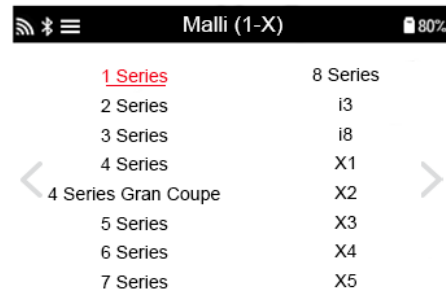 Malli (1-X)
80%
1 Series
2 Series
3 Series
4 Series
4 Series Gran Coupe
5 Series
6 Series
7 Series
8 Series
i3
i8
X1
X2
X3
X4
X5